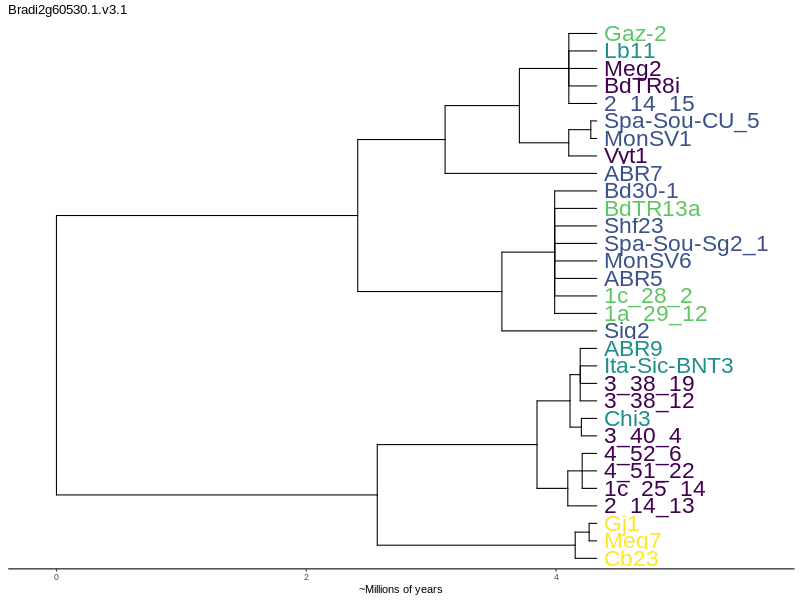 Bradi2g60530.1.v3.1
Gaz-2
Lb11
Meg2
BdTR8i
2_14_15
Spa-Sou-CU_5
MonSV1
Vyt1
ABR7
Bd30-1
BdTR13a
Shf23
Spa-Sou-Sg2_1
MonSV6
ABR5
1c_28_2
1a_29_12
Sig2
ABR9
Ita-Sic-BNT3
3_38_19
3_38_12
Chi3
3_40_4
4_52_6
4_51_22
1c_25_14
2_14_13
Gj1
Meg7
Cb23
0 2 4
~Millions of years